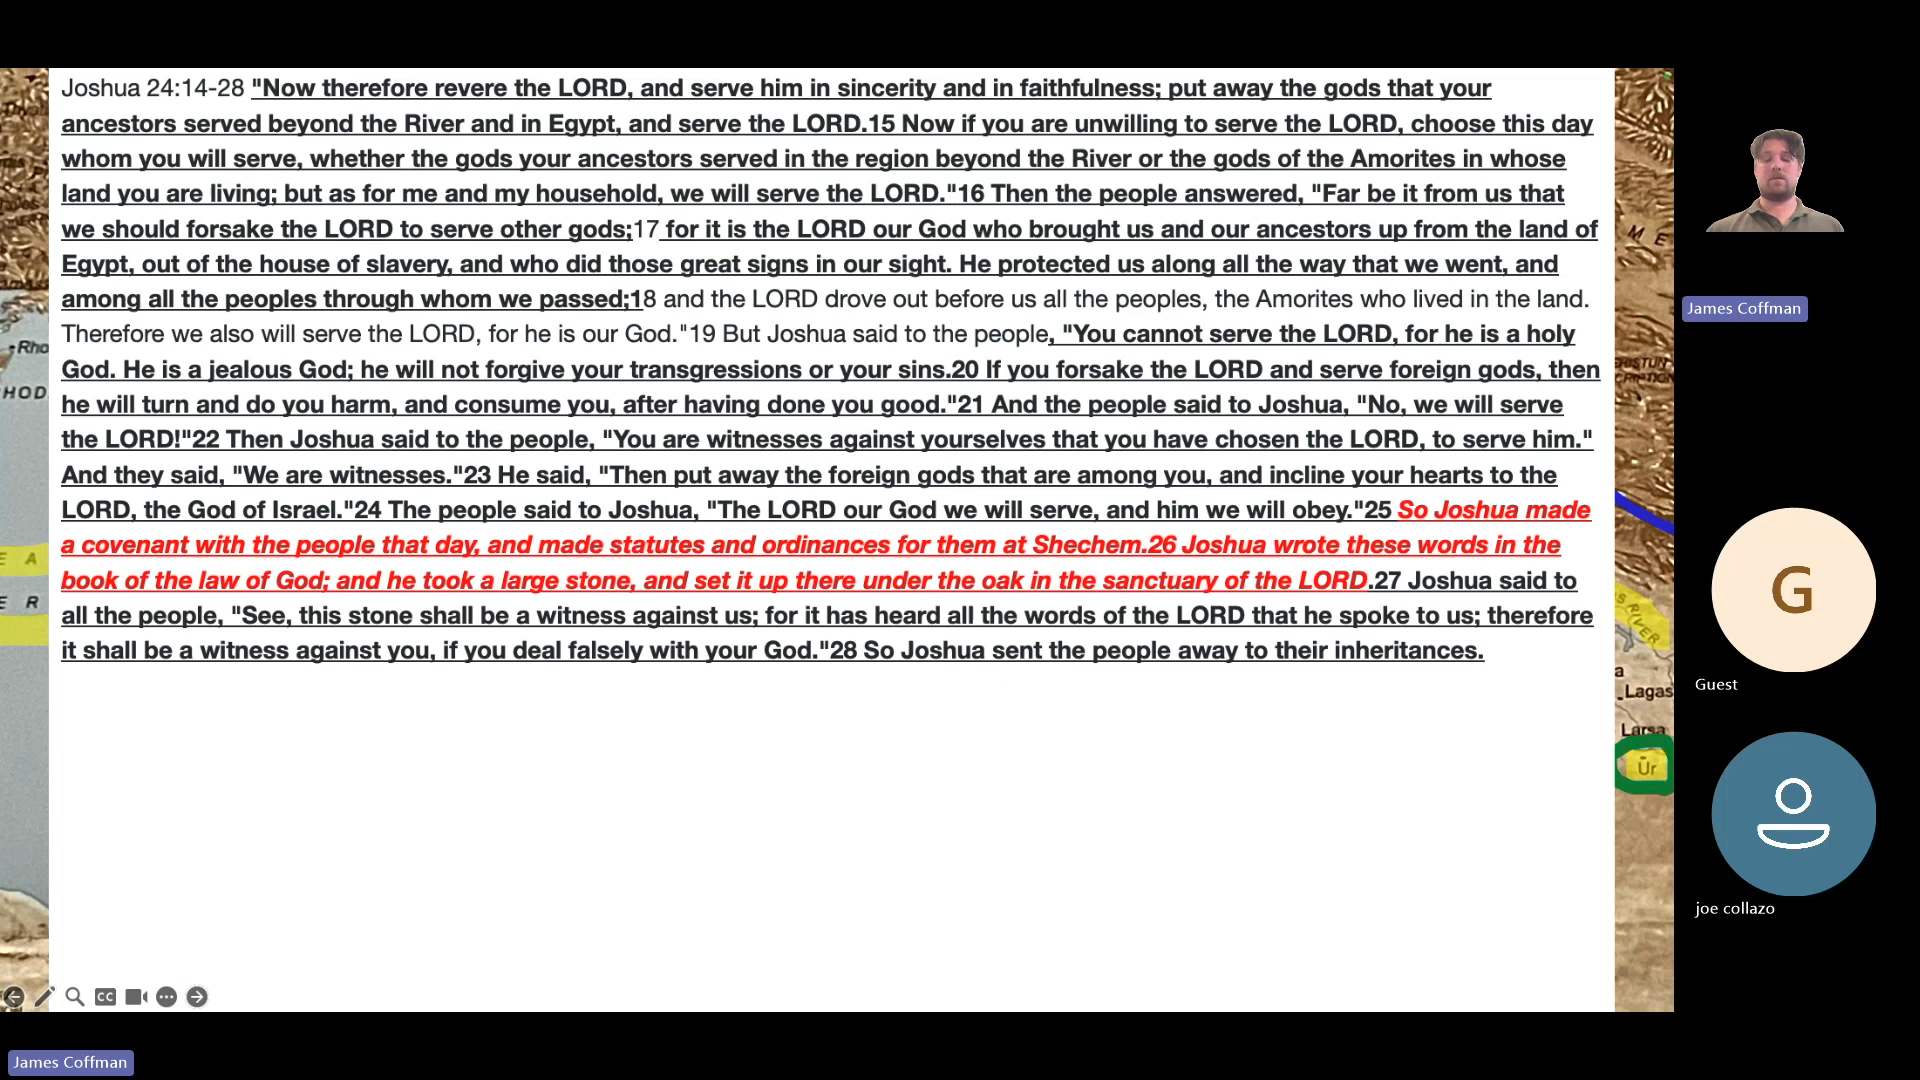 Joshua 24:14-28 "Now therefore revere the LORD, and serve him in sincerity and in faithfulness; put away the gods that your
ancestors served beyond the River and in Egypt, and serve the LORD.15 Now if you are unwilling to serve the LORD, choose this day
whom you will serve, whether the gods your ancestors served in the region beyond the River or the gods of the Amorites in whose
land you are living; but as for me and my household, we will serve the LORD."16 Then the people answered, "Far be it from us that
we should forsake the LORD to serve other gods;17 for it is the LORD our God who brought us and our ancestors up from the land of
Egypt, out of the house of slavery, and who did those great signs in our sight. He protected us along all the way that we went, and
among all the peoples through whom we passed;18 and the LORD drove out before us all the peoples, the Amorites who lived in the land.
Therefore we also will serve the LORD, for he is our God."19 But Joshua said to the people, "You cannot serve the LORD, for he is a holy
God. He is a jealous God; he will not forgive your transgressions or your sins.20 If you forsake the LORD and serve foreign gods, then
he will turn and do you harm, and consume you, after having done you good."21 And the people said to Joshua, "No, we will serve
the LORD!"22 Then Joshua said to the people, "You are witnesses against yourselves that you have chosen the LORD, to serve him."
And they said, "We are witnesses."23 He said, "Then put away the foreign gods that are among you, and incline your hearts to the
LORD, the God of Israel."24 The people said to Joshua, "The LORD our God we will serve, and him we will obey."25 So Joshua made
a covenant with the people that day, and made statutes and ordinances for them at Shechem.26 Joshua wrote these words in the
book of the law of God; and he took a large stone, and set it up there under the oak in the sanctuary of the LORD.27 Joshua said to
all the people, "See, this stone shall be a witness against us; for it has heard all the words of the LORD that he spoke to us; therefore
it shall be a witness against you, if you deal falsely with your God."28 So Joshua sent the people away to their inheritances.
Rho
HOD
E A
E R
M E
RIVER
Lagas
Larsa
Ur
CC
James Coffman
G
Guest
joe collazo
James Coffman